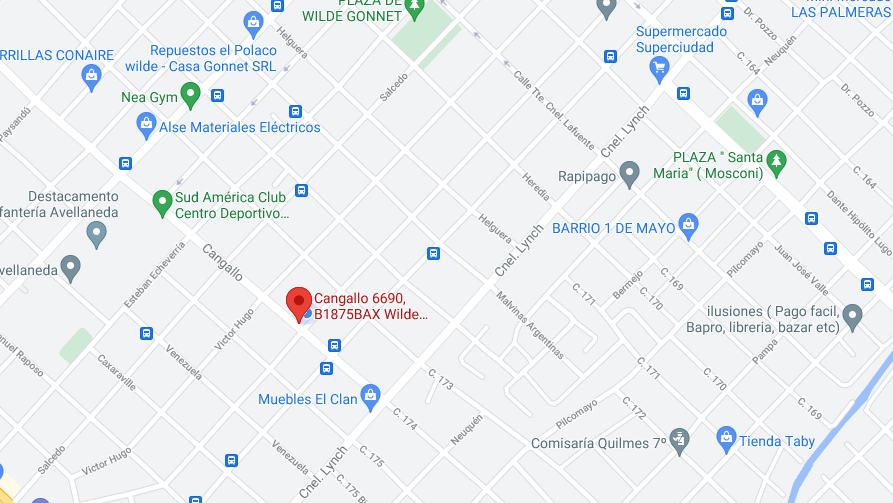 PLAZA DE
WILDE GONNET
Helguera
Repuestos el Polaco
wilde - Casa Gonnet SRL
RRILLAS CONAIRE
Nea Gym
Alse Materiales Eléctricos
Paysandú
Salcedo
Calle Tte. Cnel. Lafuente
Cnel. Lynch
Supermercado
Superciudad
Dr. Pozzo
LAS PALMERAS
Neuquén
C. 164
Dr. Pozzo
PLAZA " Santa
Maria" ( Mosconi)
C. 164
Rapipago
Heredia
Helguera
BARRIO 1 DE MAYO
Dante Hipólito Lugo
Destacamento
nfantería Avellaneda
Sud América Club
Centro Deportivo...
Cangallo
vellaneda
Esteban Echeverría
Cnel. Lynch
Pilcomayo
Juan José Valle
C. 169
Bermejo
C. 170
C. 171
Cangallo 6690,
B1875BAX Wilde...
Malvinas Argentinas
ilusiones ( Pago facil,
Bapro, libreria, bazar etc)
Victor Hugo
Pampa
nuel Raposo
Venezuela
Caxaraville
C. 171
C. 170
C. 173
C. 169
Muebles El Clan
C. 172
Pilcomayo
C. 174
Neuquén
Comisaría Quilmes 7º
Tienda Taby
Salcedo
Victor Hugo
Venezuela
C. 175
Cnel. Lynch
C. 175 Bis